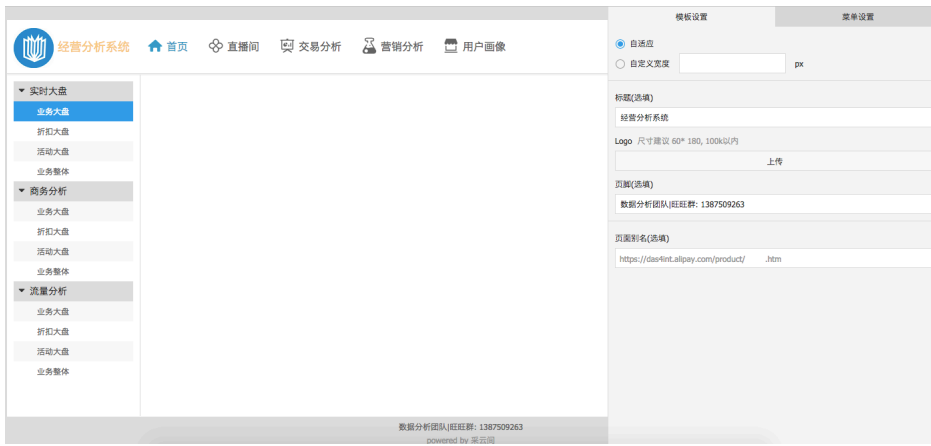 模板设置 菜单设置
经营分析系统 首页 直播间 交易分析 营销分析 用户画像
自适应
自定义宽度 px
实时大盘
业务大盘
折扣大盘
活动大盘
业务整体
商务分析
业务大盘
折扣大盘
活动大盘
业务整体
流量分析
业务大盘
折扣大盘
活动大盘
业务整体
标题(选填)
经营分析系统
Logo 尺寸建议 60* 180, 100k以内
上传
页脚(选填)
数据分析团队|旺旺群: 1387509263
页面别名(选填)
https://das4int.alipay.com/product/ .htm
数据分析团队|旺旺群: 1387509263
powered by 采云间